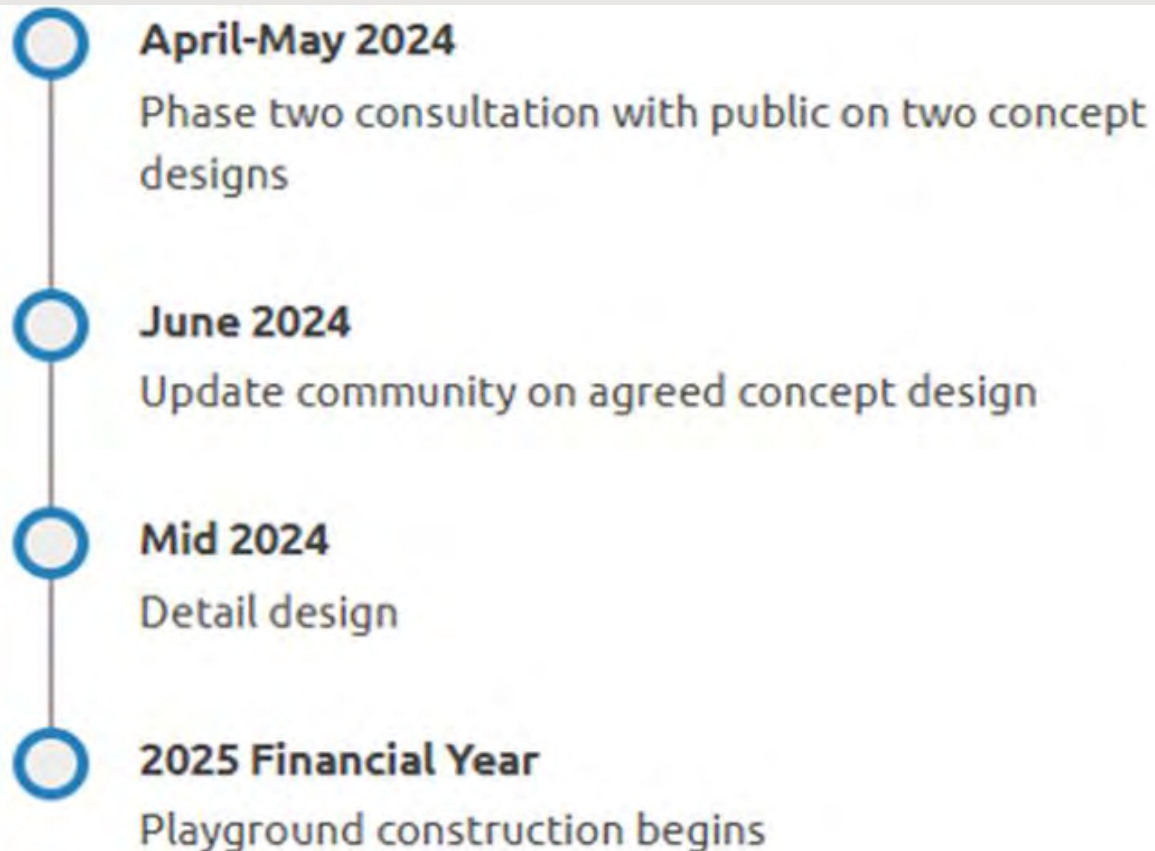 April-May 2024
Phase two consultation with public on two concept
designs
June 2024
Update community on agreed concept design
Mid 2024
Detail design
2025 Financial Year
Playground construction begins